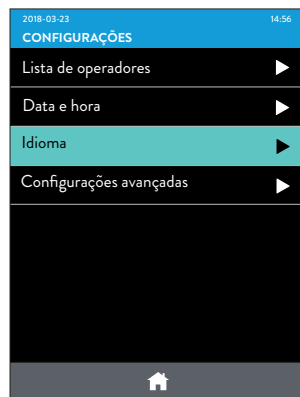 2018-03-23 14:56
CONFIGURAÇÕES
Lista de operadores
Data e hora
Idioma
Configurações avançadas